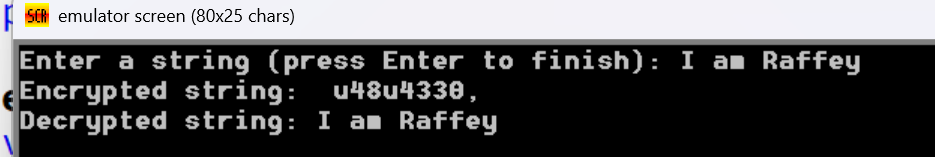 SCR emulator screen (80x25 chars)
Enter a string (press Enter to finish): I am Raffey
Encrypted string:  u48u4330,
Decrypted string: I am Raffey